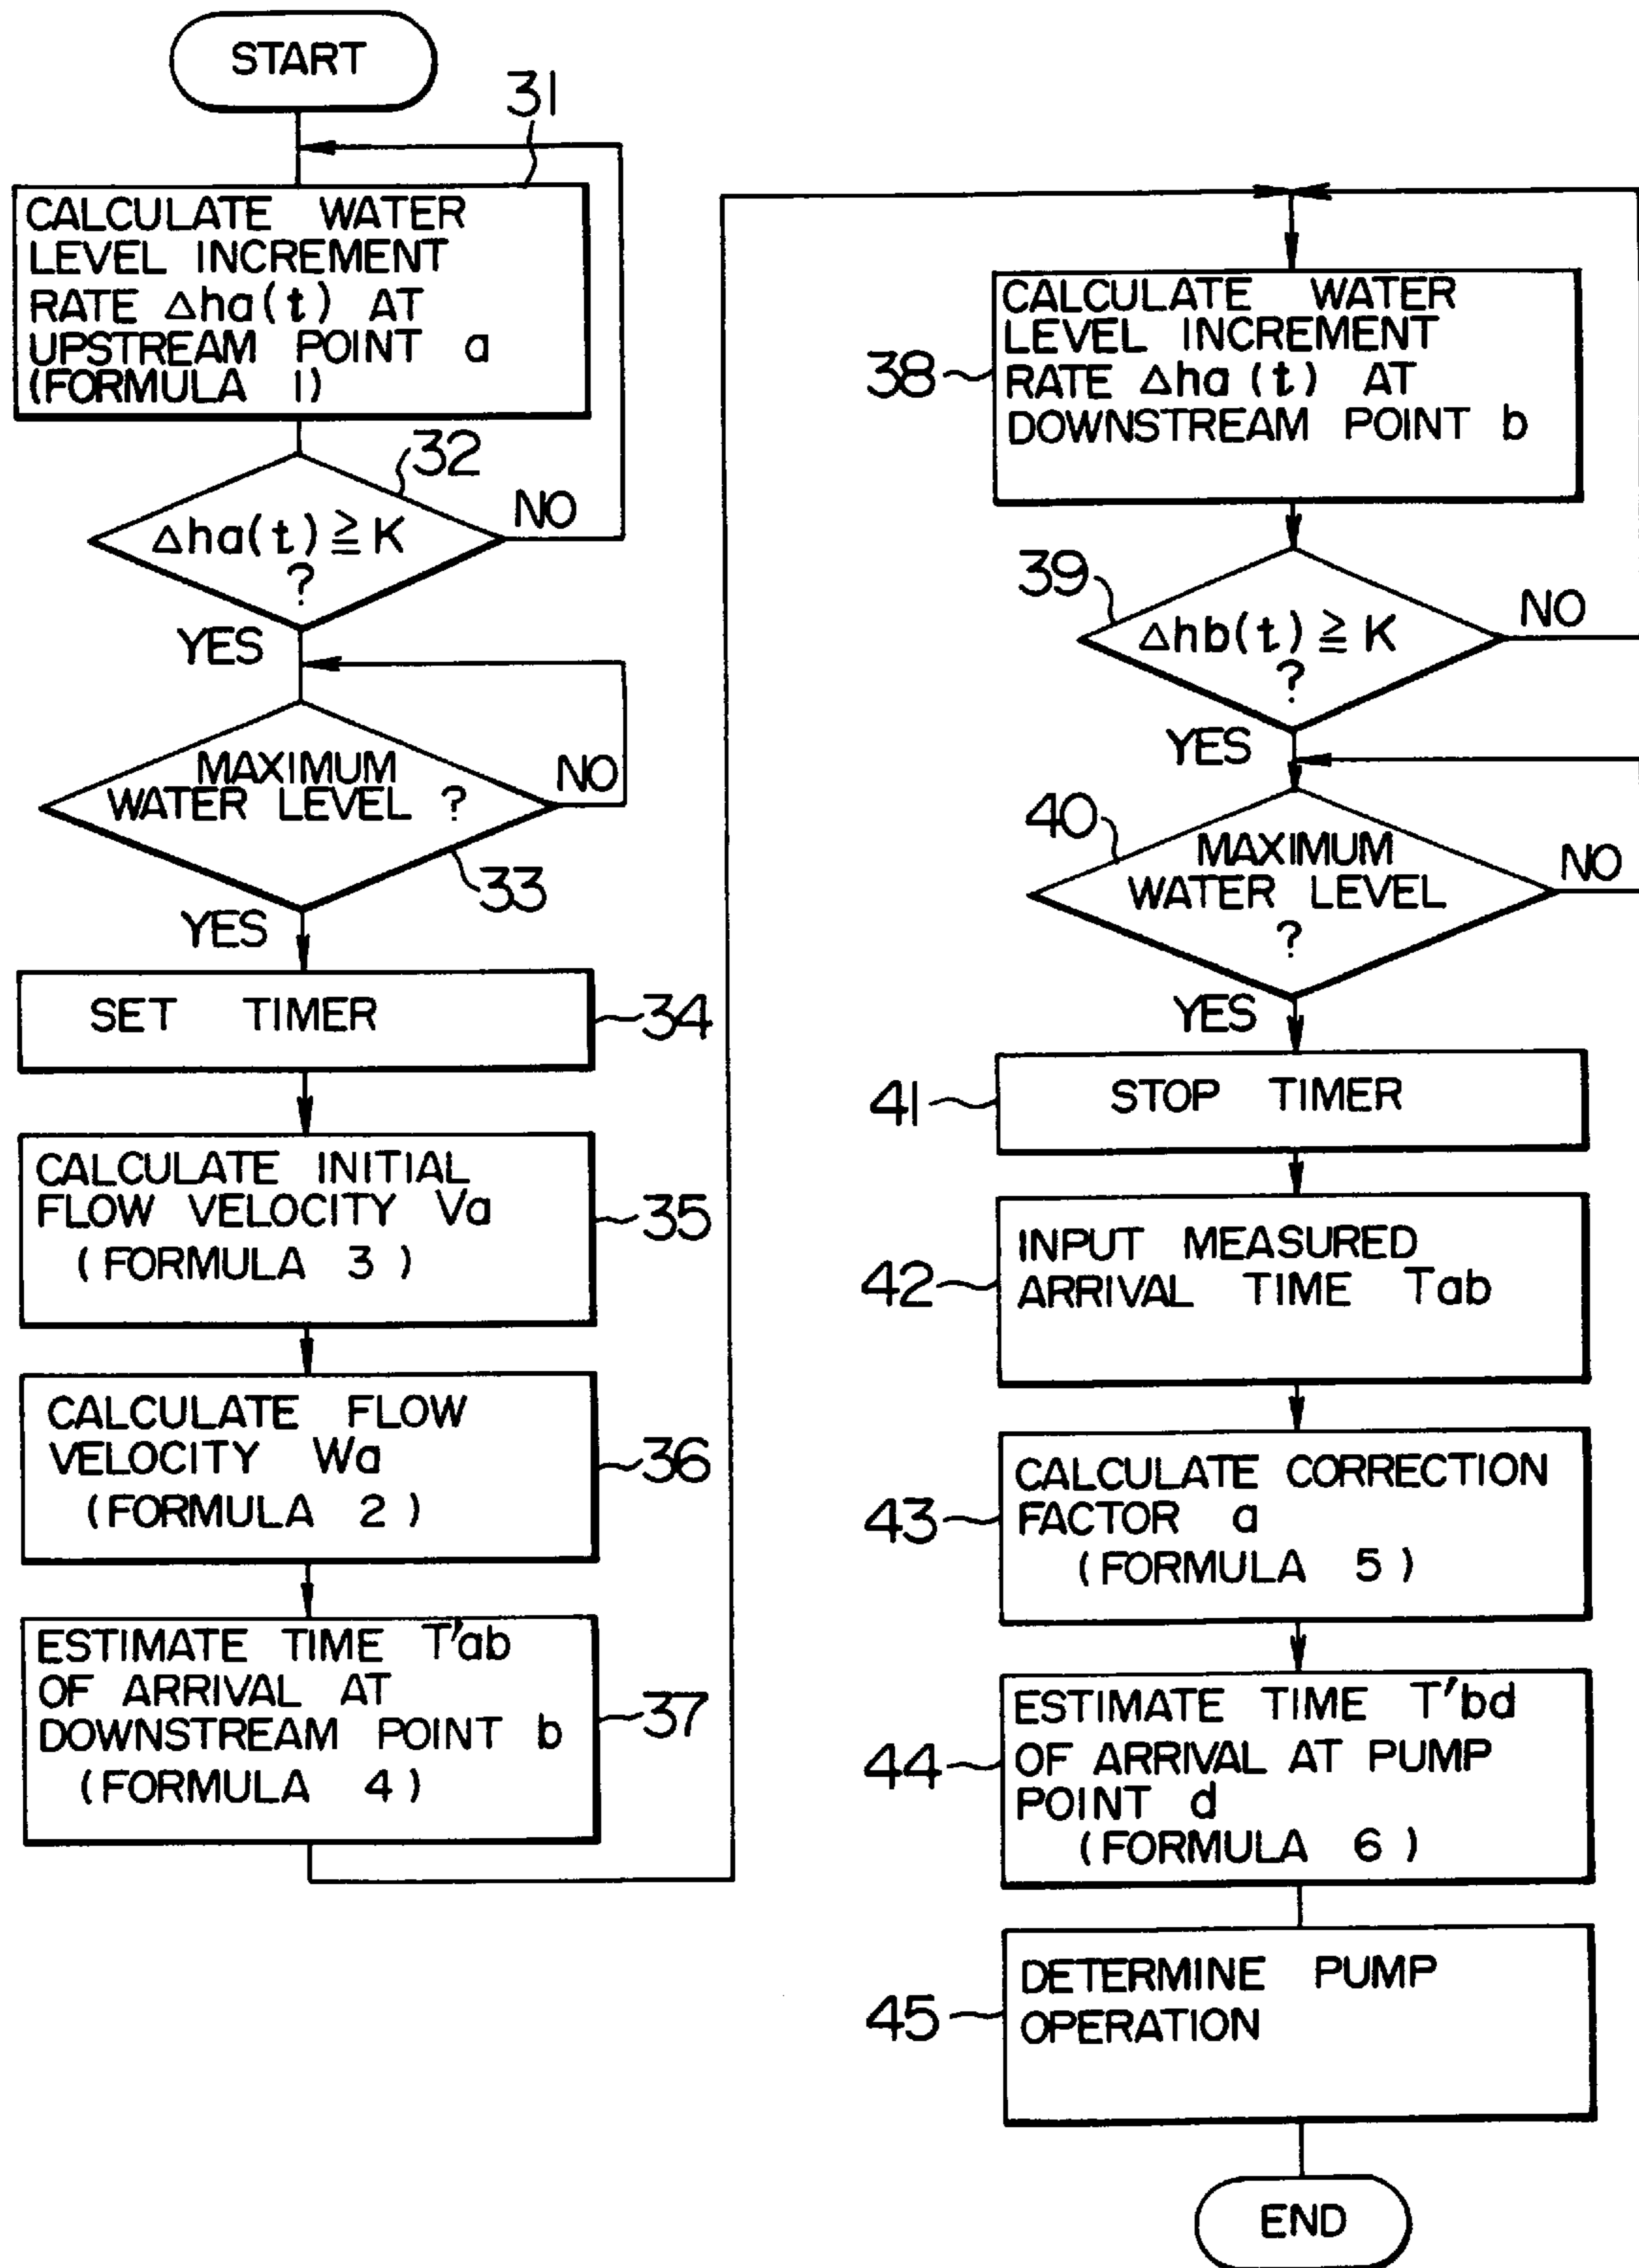 START
31
CALCULATE WATER
LEVEL INCREMENT
RATE Δha(t) AT
UPSTREAM POINT a
(FORMULA 1)
32
Δha(t) ≧ K
?
NO
YES
MAXIMUM
WATER LEVEL ?
NO
33
YES
SET TIMER
34
CALCULATE INITIAL
FLOW VELOCITY Va
(FORMULA 3)
35
CALCULATE FLOW
VELOCITY Wa
(FORMULA 2)
36
ESTIMATE TIME T'ab
OF ARRIVAL AT
DOWNSTREAM POINT b
(FORMULA 4)
37
38
CALCULATE WATER
LEVEL INCREMENT
RATE Δha(t) AT
DOWNSTREAM POINT b
39
Δhb(t) ≧ K
?
NO
YES
40
MAXIMUM
WATER LEVEL
?
NO
YES
41
STOP TIMER
42
INPUT MEASURED
ARRIVAL TIME Tab
43
CALCULATE CORRECTION
FACTOR a
(FORMULA 5)
44
ESTIMATE TIME T'bd
OF ARRIVAL AT PUMP
POINT d
(FORMULA 6)
45
DETERMINE PUMP
OPERATION
END